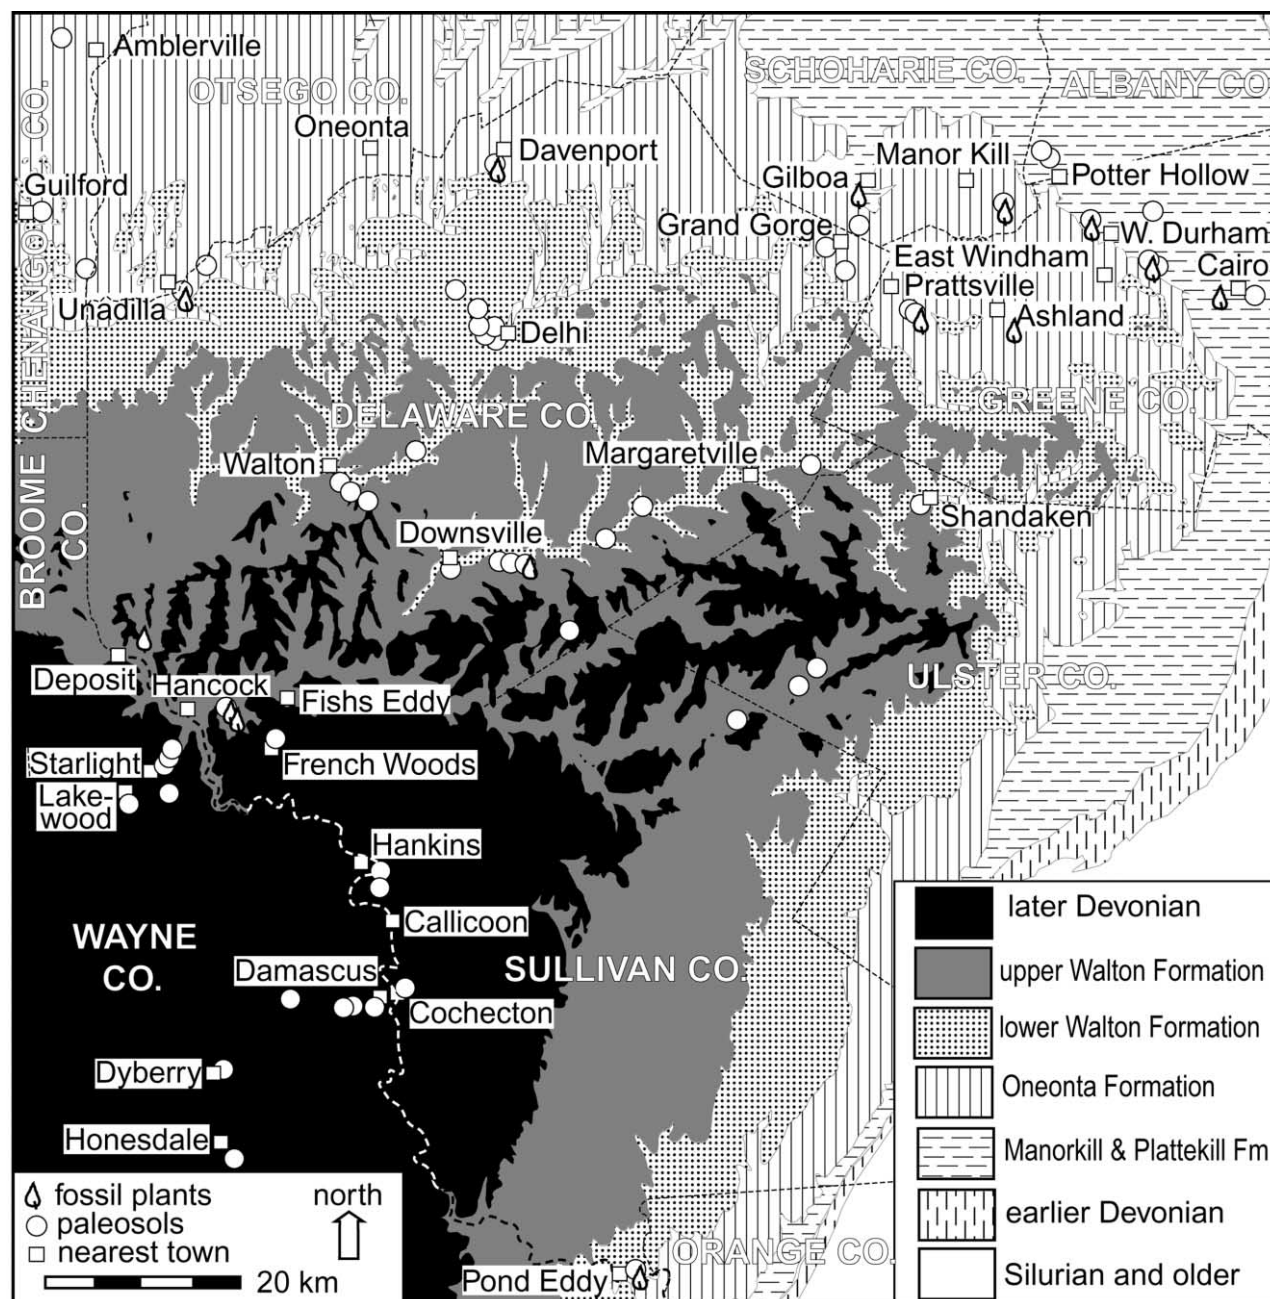 Amblerville
OTSEGO CO.
SCHOHARIE CO.
ALBANY CO.
Oneonta
Davenport
Manor Kill
Gilboa
Potter Hollow
CHENANGO CO.
Guilford
Grand Gorge
W. Durham
East Windham
Cairo
Unadilla
Prattsville
Ashland
Delhi
GREENE CO.
DELAWARE CO.
Walton
Margaretville
BROOME
CO.
Shandaken
Downsville
Deposit
Hancock
Fishs Eddy
ULSTER CO.
Starlight
French Woods
Lake-
wood
Hankins
Callicoon
WAYNE
CO.
Damascus
SULLIVAN CO.
Cochecton
Dyberry
Honesdale
ORANGE CO.
Pond Eddy
fossil plants
paleosols
nearest town
north
20 km
later Devonian
upper Walton Formation
lower Walton Formation
Oneonta Formation
Manorkill & Plattekill Fm
earlier Devonian
Silurian and older